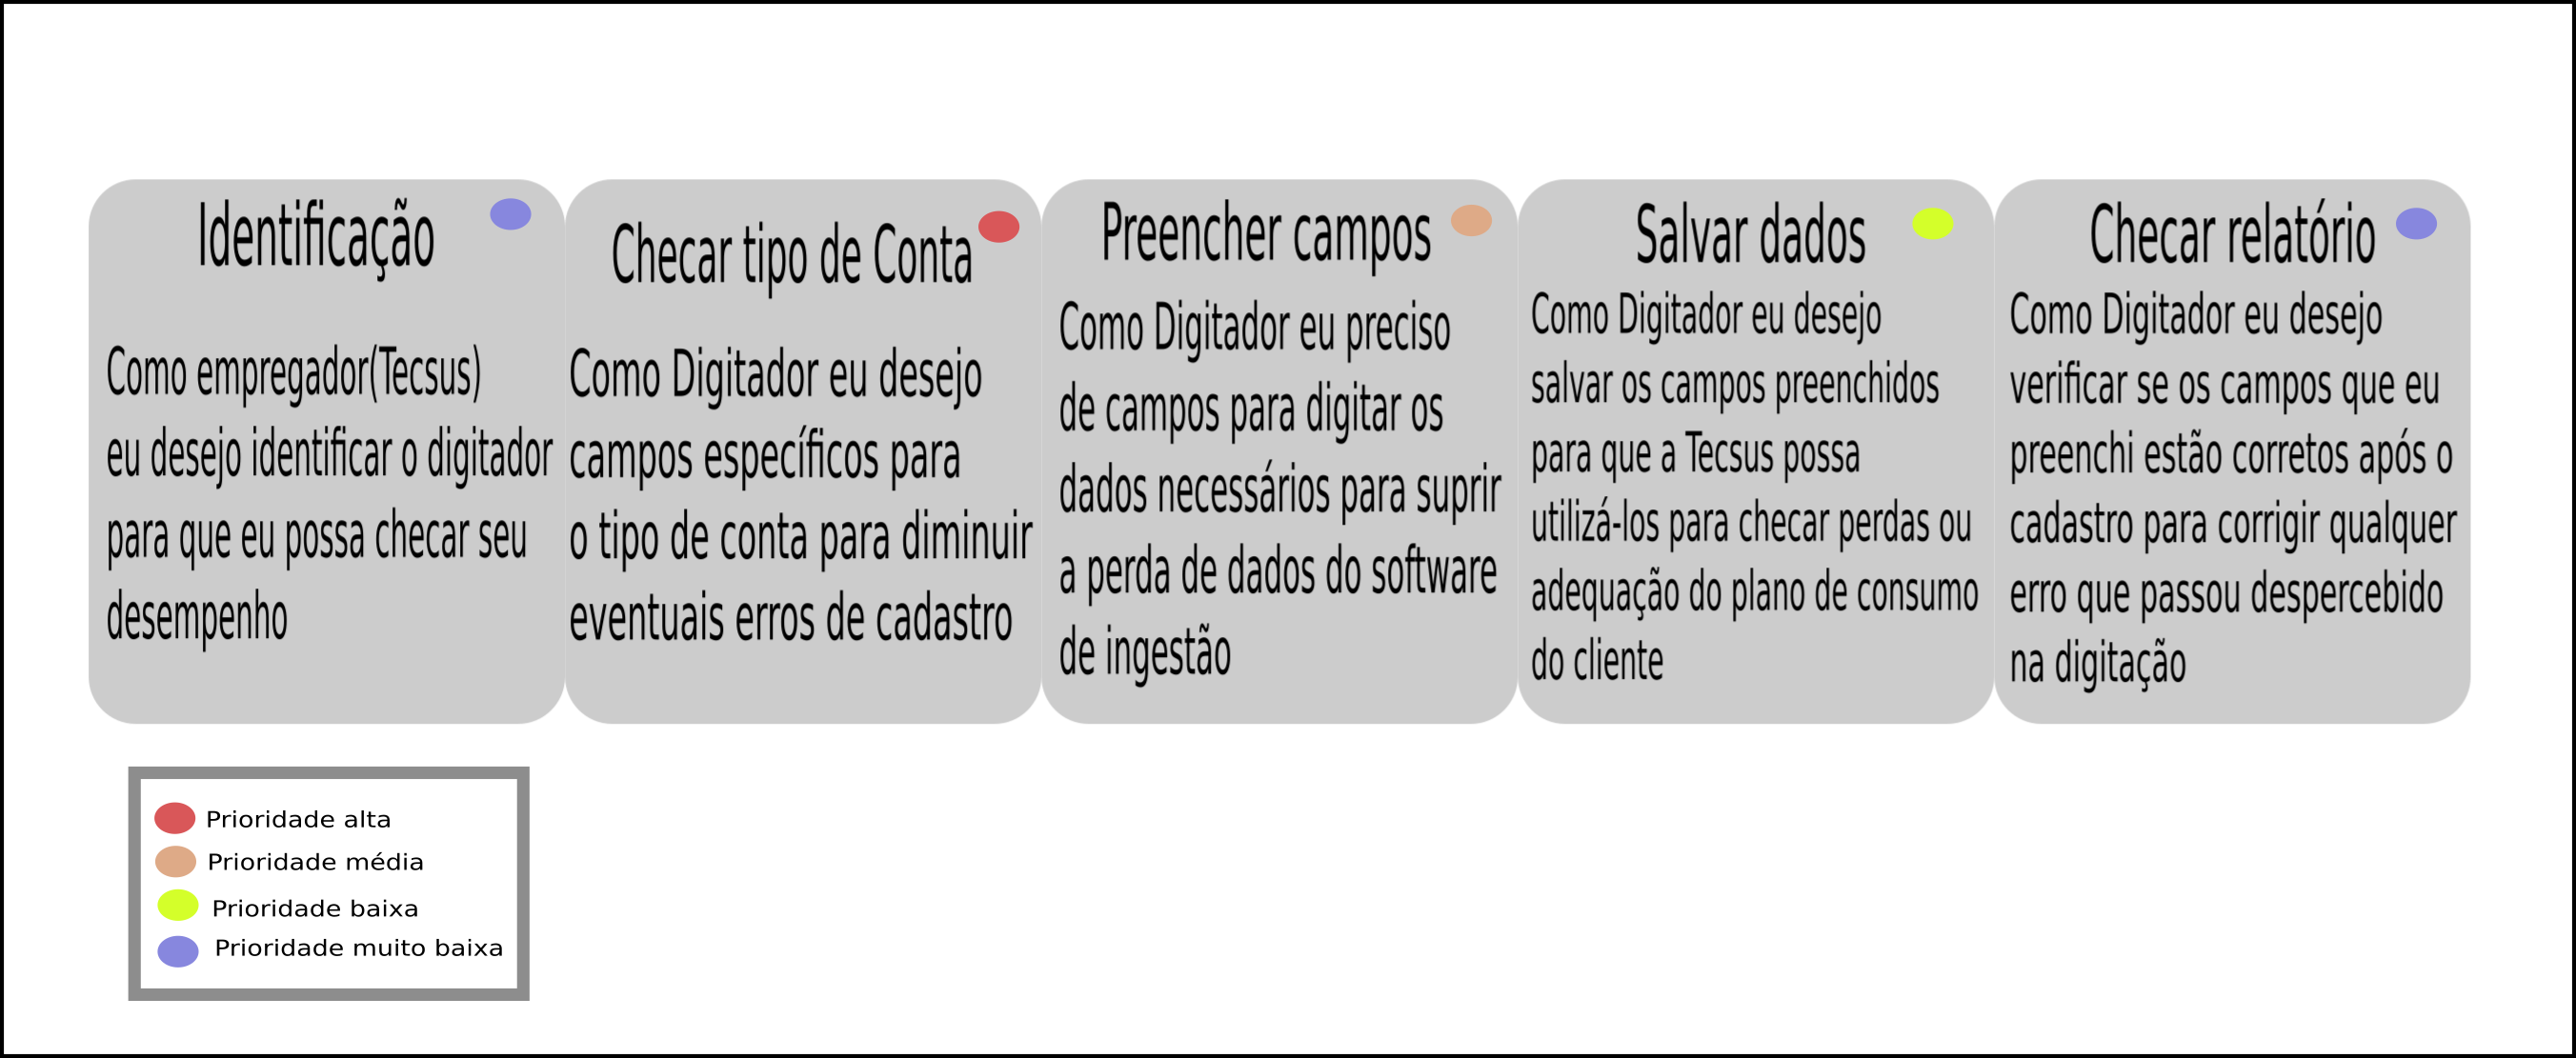 Identificação
Como empregador(Tecsus)
eu desejo identificar o digitador
para que eu possa checar seu
desempenho
Checar tipo de Conta
Como Digitador eu desejo
campos específicos para
o tipo de conta para diminuir
eventuais erros de cadastro
Preencher campos
Como Digitador eu preciso
de campos para digitar os
dados necessários para suprir
a perda de dados do software
de ingestão
Salvar dados
Como Digitador eu desejo
salvar os campos preenchidos
para que a Tecsus possa
utilizá-los para checar perdas ou
adequação do plano de consumo
do cliente
Checar relatório
Como Digitador eu desejo
verificar se os campos que eu
preenchi estão corretos após o
cadastro para corrigir qualquer
erro que passou despercebido
na digitação
Prioridade alta
Prioridade média
Prioridade baixa
Prioridade muito baixa